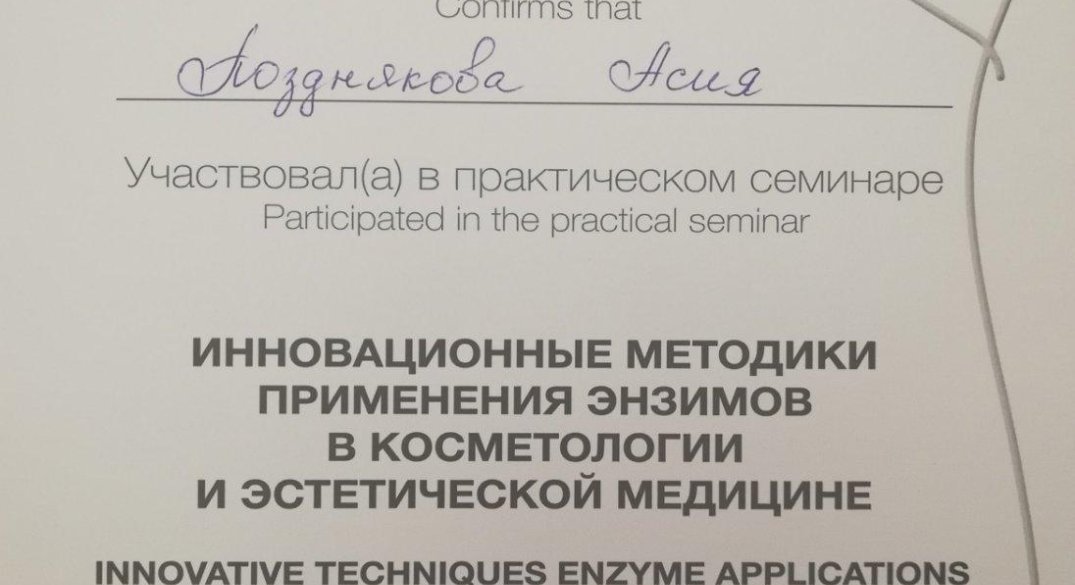 Confirms that
Позднякова Асия
Участвовал(а) в практическом семинаре
Participated in the practical seminar
ИННОВАЦИОННЫЕ МЕТОДИКИ
ПРИМЕНЕНИЯ ЭНЗИМОВ
В КОСМЕТОЛОГИИ
И ЭСТЕТИЧЕСКОЙ МЕДИЦИНЕ
INNOVATIVE TECHNIQUES ENZYME APPLICATIONS